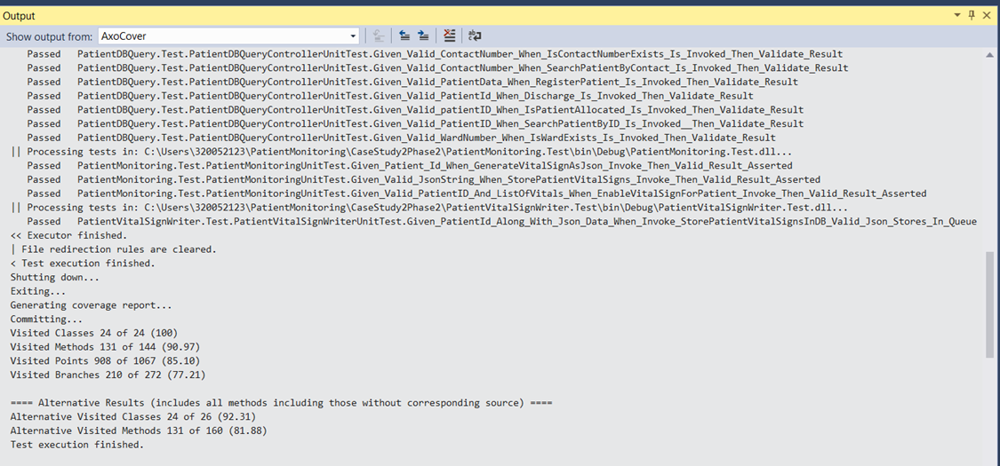 Output
Show output from: AxoCover
Passed PatientDBQuery.Test.PatientDBQueryControllerUnitTest.Given_Valid_ContactNumber_When_IsContactNumberExists_Is_Invoked_Then_Validate_Result
Passed PatientDBQuery.Test.PatientDBQueryControllerUnitTest.Given_Valid_ContactNumber_When_SearchPatientByContact_Is_Invoked_Then_Validate_Result
Passed PatientDBQuery.Test.PatientDBQueryControllerUnitTest.Given_Valid_PatientData_When_RegisterPatient_Is_Invoked_Then_Validate_Result
Passed PatientDBQuery.Test.PatientDBQueryControllerUnitTest.Given_Valid_PatientId_When_Discharge_Is_Invoked_Then_Validate_Result
Passed PatientDBQuery.Test.PatientDBQueryControllerUnitTest.Given_Valid_patientID_When_IsPatientAllocated_Is_Invoked_Then_Validate_Result
Passed PatientDBQuery.Test.PatientDBQueryControllerUnitTest.Given_Valid_PatientID_When_SearchPatientByID_Is_Invoked__Then_Validate_Result
Passed PatientDBQuery.Test.PatientDBQueryControllerUnitTest.Given_Valid_WardNumber_When_IsWardExists_Is_Invoked_Then_Validate_Result
|| Processing tests in: C:\Users\320052123\PatientMonitoring\CaseStudy2Phase2\PatientMonitoring.Test\bin\Debug\PatientMonitoring.Test.dll...
Passed PatientMonitoring.Test.PatientMonitoringUnitTest.Given_Patient_Id_When_GenerateVitalSignAsJson_Invoke_Then_Valid_Result_Asserted
Passed PatientMonitoring.Test.PatientMonitoringUnitTest.Given_Valid_JsonString_When_StorePatientVitalSigns_Invoke_Then_Valid_Result_Asserted
Passed PatientMonitoring.Test.PatientMonitoringUnitTest.Given_Valid_PatientID_And_ListOfVitals_When_EnableVitalSignForPatient_Invoke_Then_Valid_Result_Asserted
|| Processing tests in: C:\Users\320052123\PatientMonitoring\CaseStudy2Phase2\PatientVitalSignWriter.Test\bin\Debug\PatientVitalSignWriter.Test.dll...
Passed PatientVitalSignWriter.Test.PatientVitalSignWriterUnitTest.Given_PatientId_Along_With_Json_Data_When_Invoke_StorePatientVitalSignsInDB_Valid_Json_Stores_In_Queue
<< Executor finished.
| File redirection rules are cleared.
< Test execution finished.
Shutting down...
Exiting...
Generating coverage report...
Committing...
Visited Classes 24 of 24 (100)
Visited Methods 131 of 144 (90.97)
Visited Points 908 of 1067 (85.10)
Visited Branches 210 of 272 (77.21)
==== Alternative Results (includes all methods including those without corresponding source) ====
Alternative Visited Classes 24 of 26 (92.31)
Alternative Visited Methods 131 of 160 (81.88)
Test execution finished.